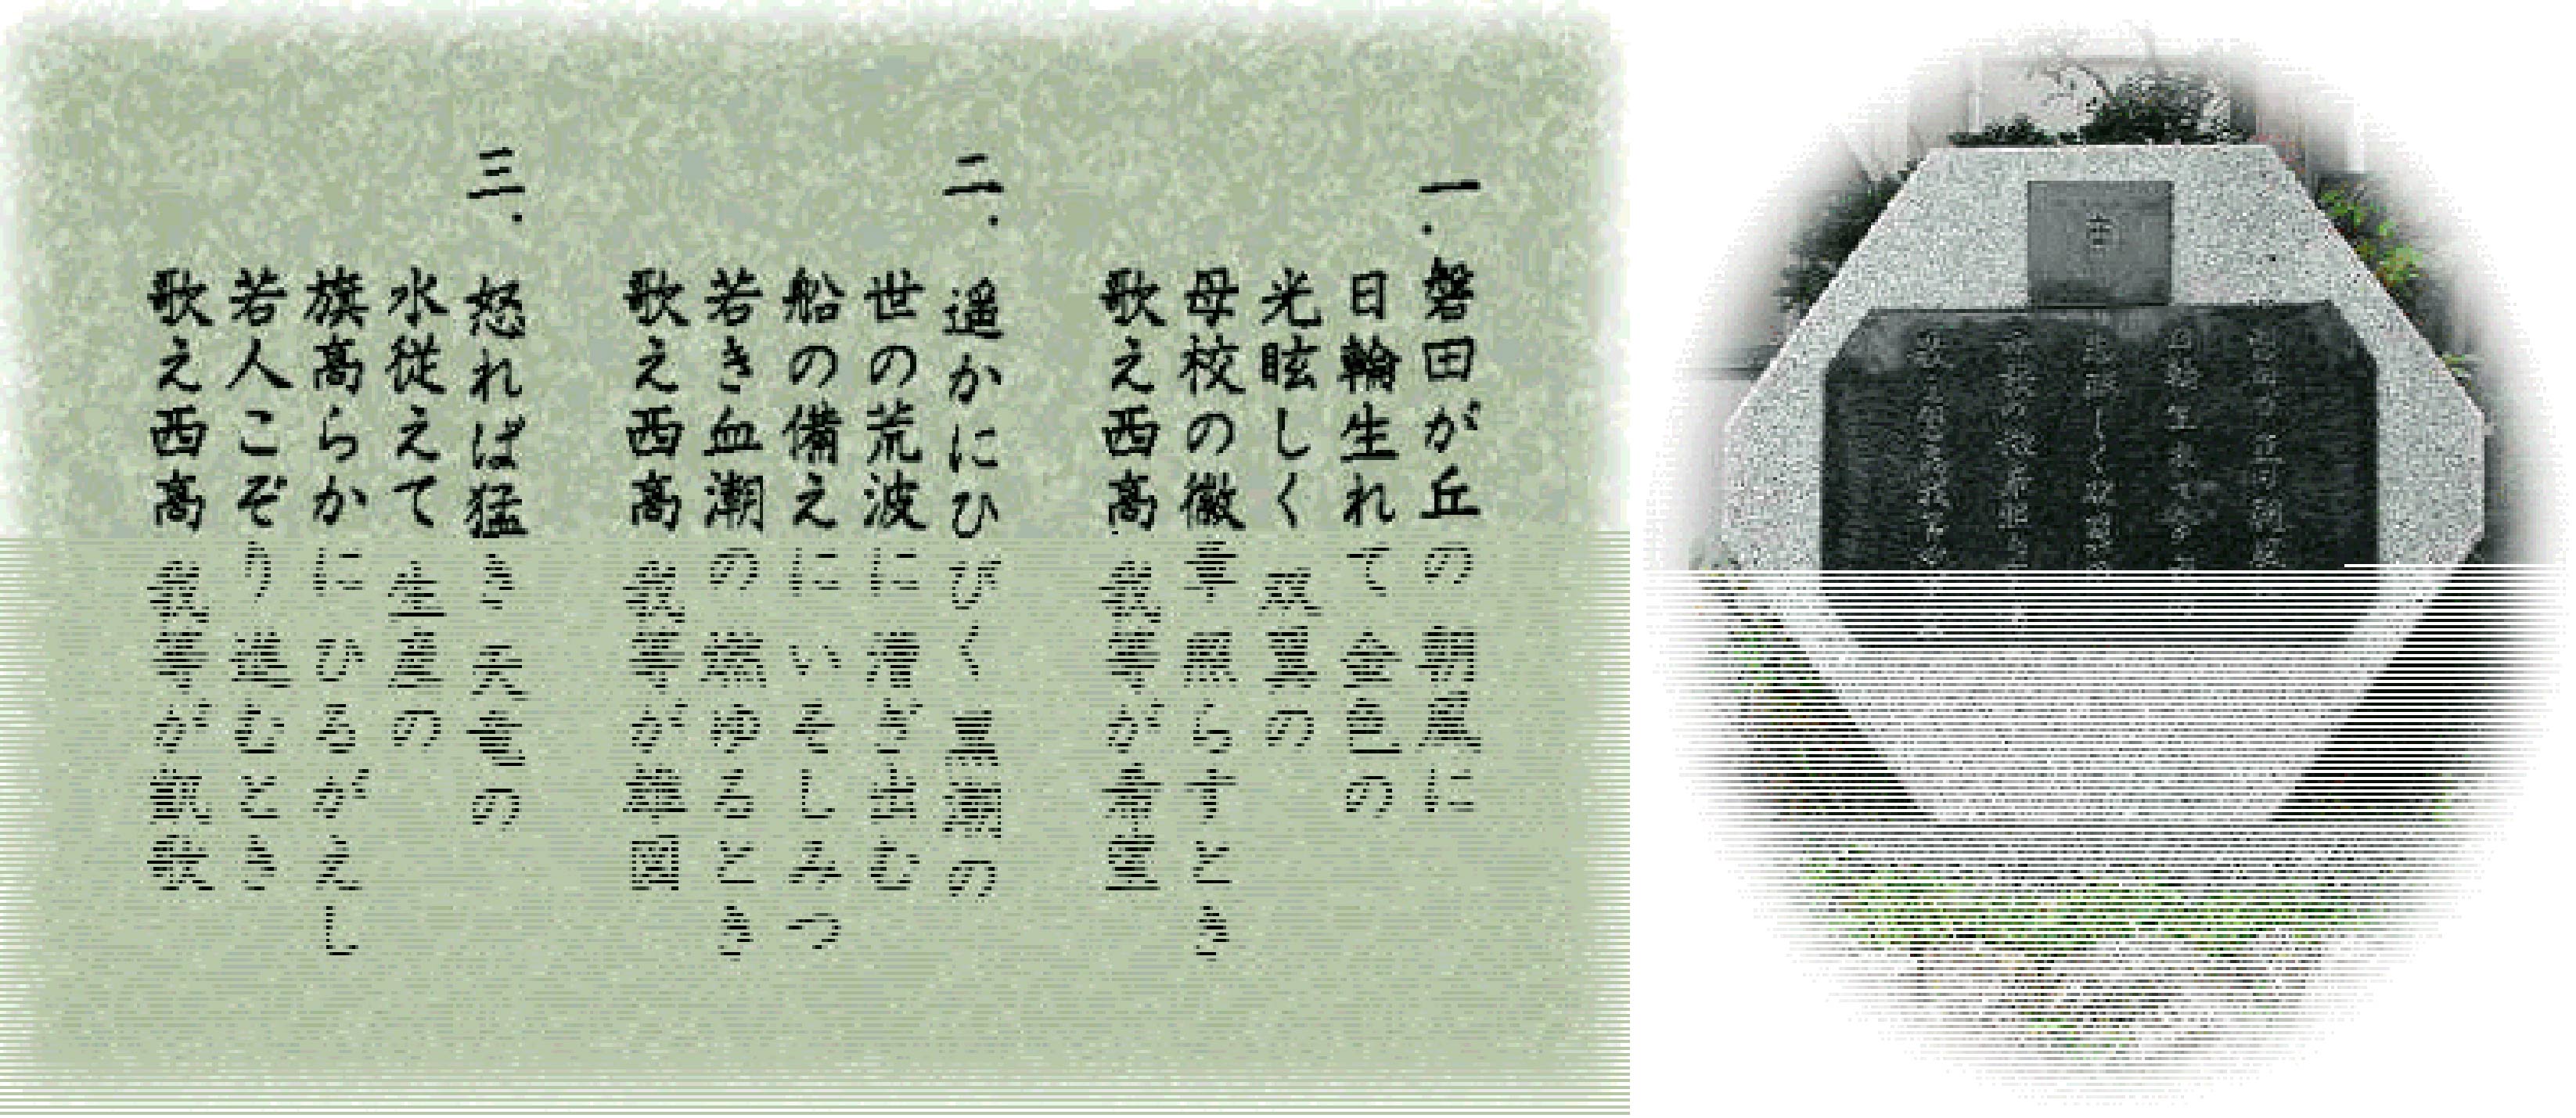 一.磐田が丘の朝風に
日輪生れて金色の
光眩しく双翼の
母校の徽章照らすとき
歌え西高我等が希望
二.遥かにひびく黒潮の
世の荒波に漕ぎ出む
船の備えにいそしみつ
若き血潮の燃ゆるとき
歌え西高我等が雄図
三.怒れば猛き天竜の
水従えて生産の
旗高らかにひるがえし
若人こぞり進むとき
歌え西高我等が凱歌